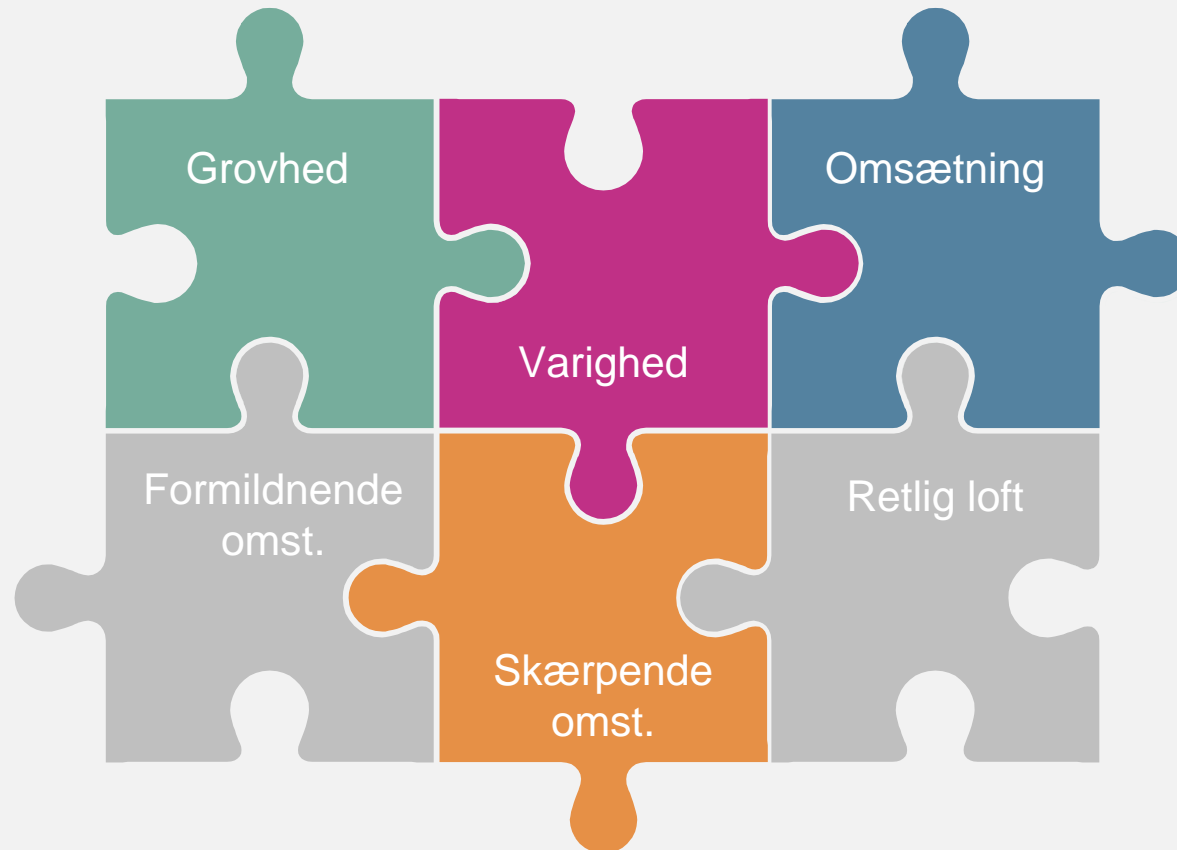 Grovhed
Omsætning
Varighed
Formildnende
omst.
Retlig loft
Skærpende
omst.